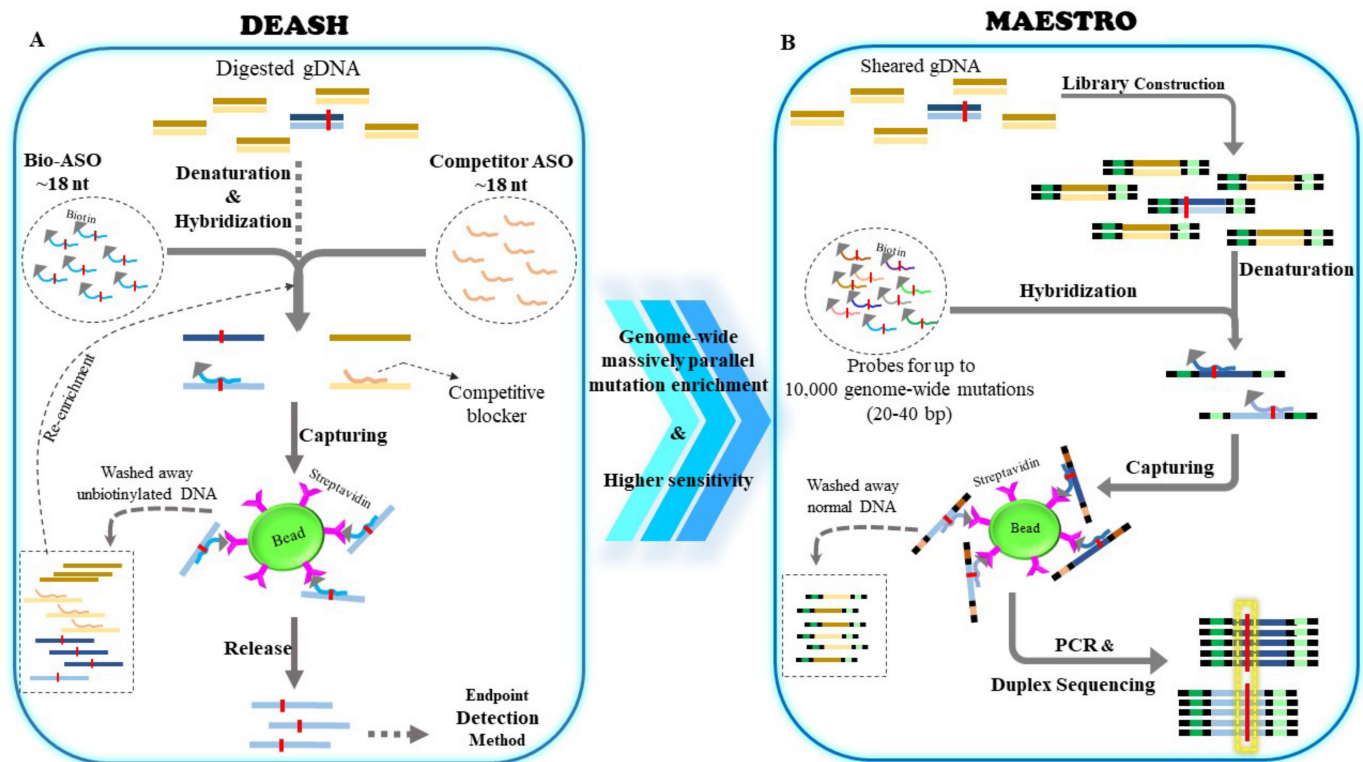 DEASH
A
Digested gDNA
Bio-ASO
~18 nt
Biotin
Denaturation
&
Hybridization
Competitor ASO
~18 nt
Re-enrichment
Competitive
blocker
Capturing
Washed away
unbiotinylated DNA
Streptavidin
Bead
Release
Endpoint
Detection
Method
Genome-wide
massively parallel
mutation enrichment
&
Higher sensitivity
MAESTRO
B
Sheared gDNA
Library Construction
Denaturation
Biotin
Hybridization
Probes for up to
10,000 genome-wide mutations
(20-40 bp)
Capturing
Streptavidin
Washed away
normal DNA
Bead
PCR &
Duplex Sequencing